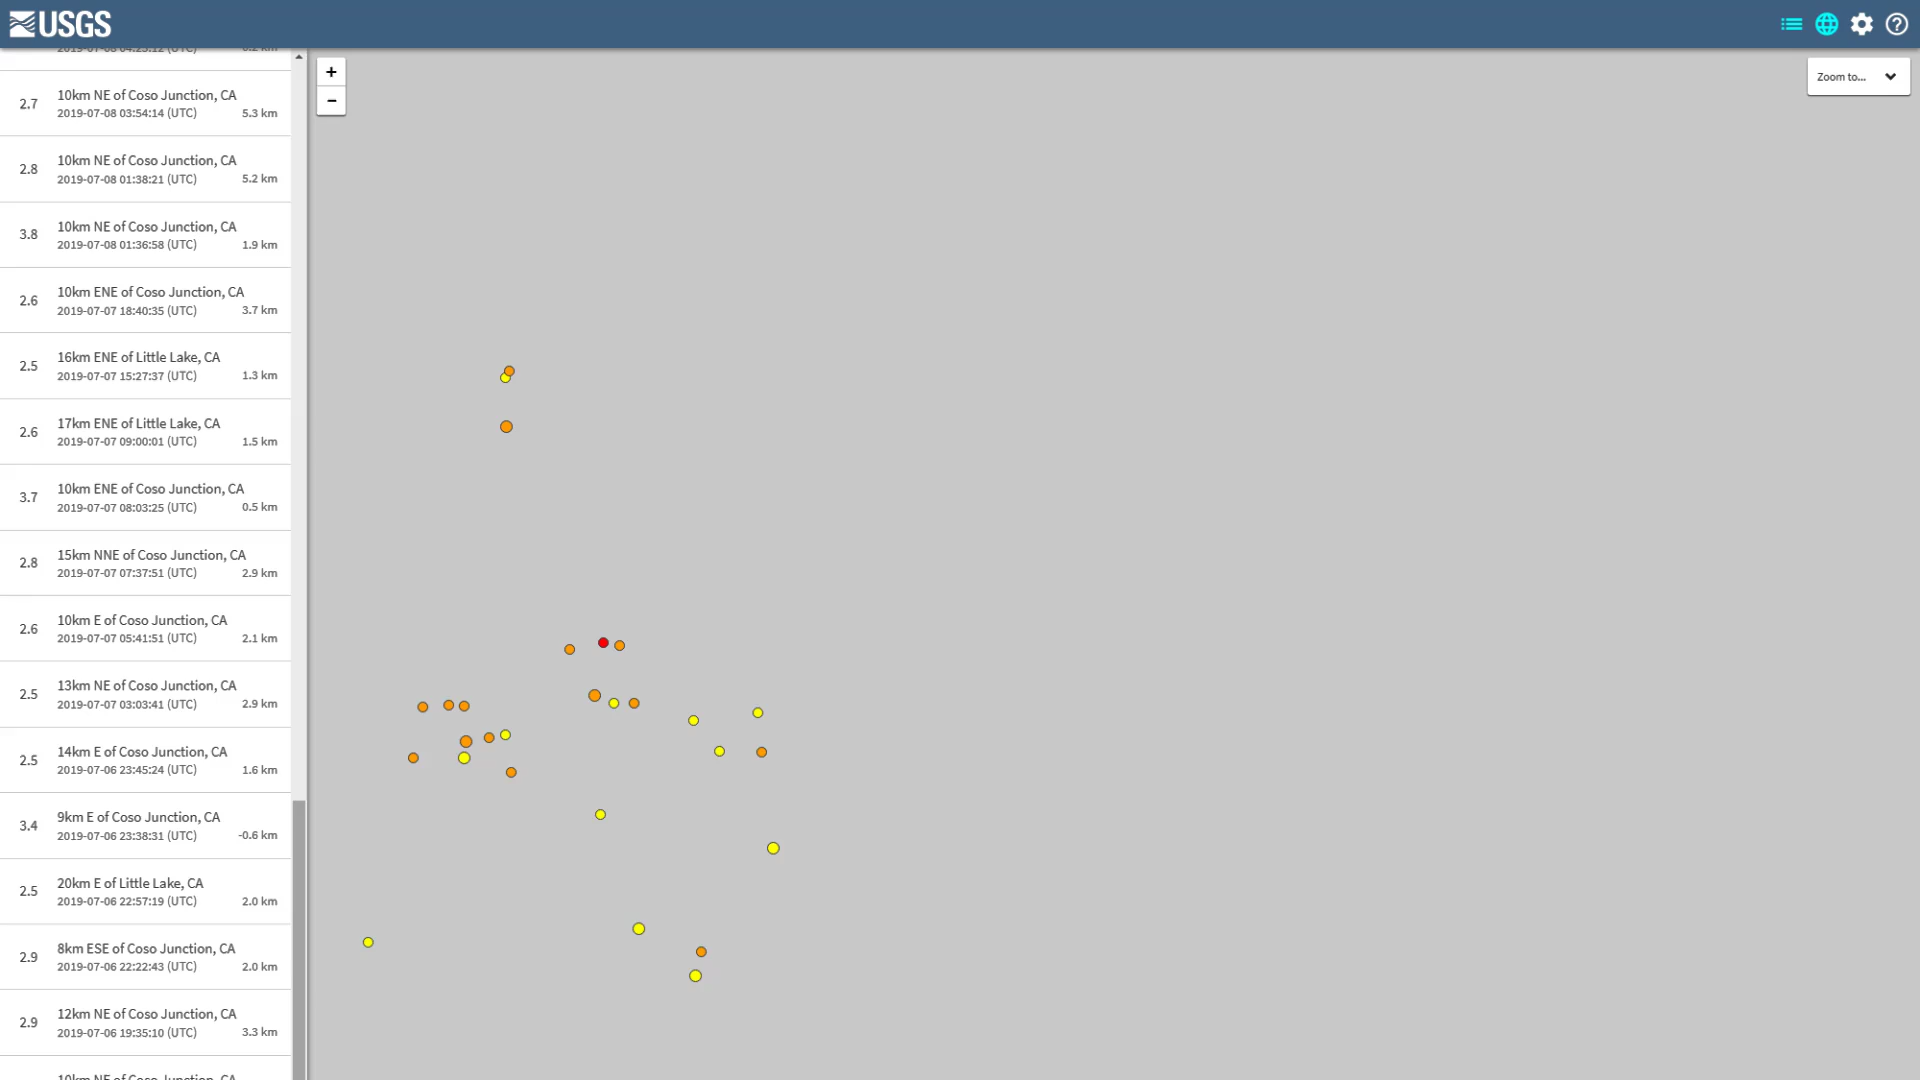 USGS
2.7
10km NE of Coso Junction, CA
2019-07-08 03:54:14 (UTC) 5.3 km
2.8
10km NE of Coso Junction, CA
2019-07-08 01:38:21 (UTC) 5.2 km
3.8
10km NE of Coso Junction, CA
2019-07-08 01:36:58 (UTC) 1.9 km
2.6
10km ENE of Coso Junction, CA
2019-07-07 18:40:35 (UTC) 3.7 km
2.5
16km ENE of Little Lake, CA
2019-07-07 15:27:37 (UTC) 1.3 km
2.6
17km ENE of Little Lake, CA
2019-07-07 09:00:01 (UTC) 1.5 km
3.7
10km ENE of Coso Junction, CA
2019-07-07 08:03:25 (UTC) 0.5 km
2.8
15km NNE of Coso Junction, CA
2019-07-07 07:37:51 (UTC) 2.9 km
2.6
10km E of Coso Junction, CA
2019-07-07 05:41:51 (UTC) 2.1 km
2.5
13km NE of Coso Junction, CA
2019-07-07 03:03:41 (UTC) 2.9 km
2.5
14km E of Coso Junction, CA
2019-07-06 23:45:24 (UTC) 1.6 km
3.4
9km E of Coso Junction, CA
2019-07-06 23:38:31 (UTC) -0.6 km
2.5
20km E of Little Lake, CA
2019-07-06 22:57:19 (UTC) 2.0 km
2.9
8km ESE of Coso Junction, CA
2019-07-06 22:22:43 (UTC) 2.0 km
2.9
12km NE of Coso Junction, CA
2019-07-06 19:35:10 (UTC) 3.3 km
+
−
Zoom to...